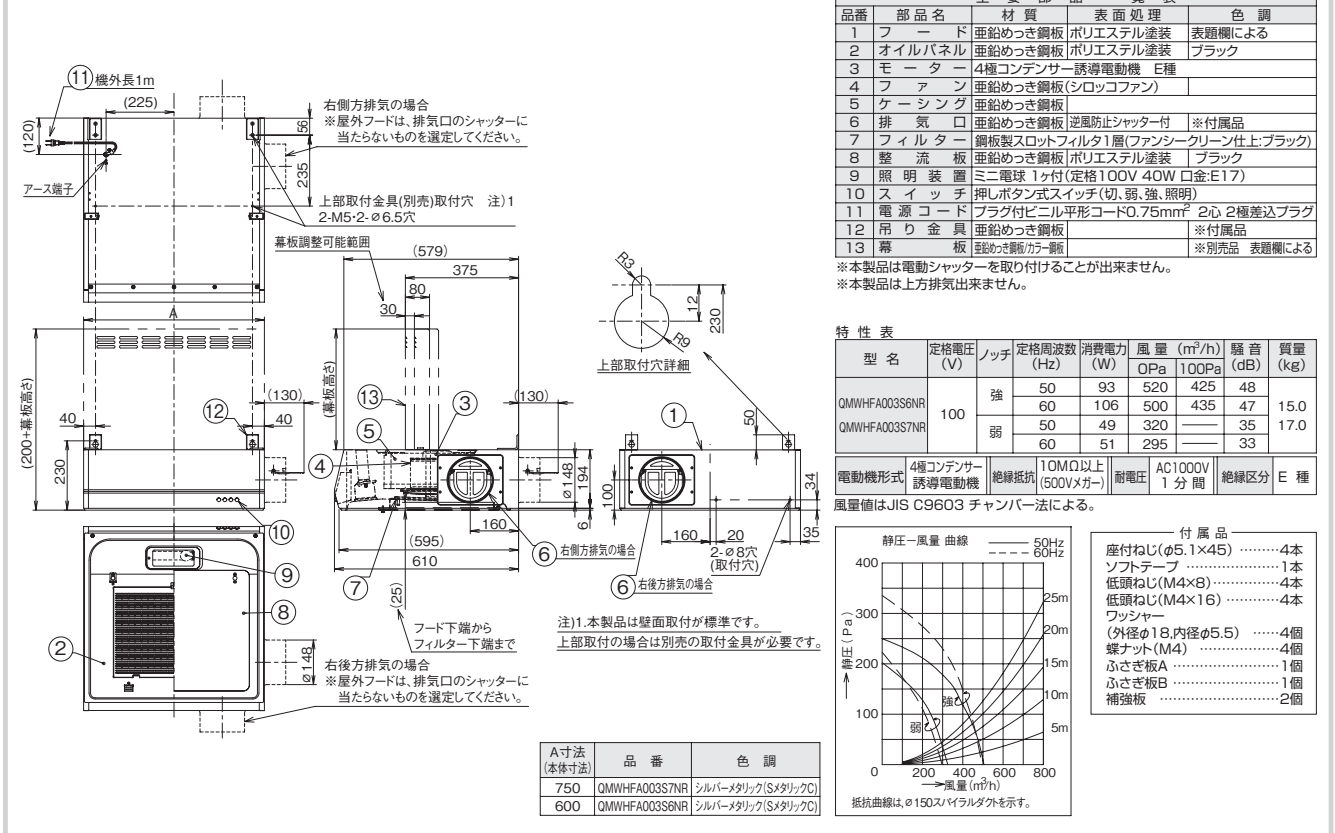 主 要 部 品 一 覧 表
品番 部品名 材質 表面処理 色調
1 フード 亜鉛めっき鋼板 ポリエステル塗装 表題欄による
2 オイルパネル 亜鉛めっき鋼板 ポリエステル塗装 ブラック
3 モーター 4極コンデンサー誘導電動機 E種
4 ファン 亜鉛めっき鋼板(シロッコファン)
5 ケーシング 亜鉛めっき鋼板
6 排気口 亜鉛めっき鋼板 逆風防止シャッター付 ※付属品
7 フィルター 鋼板製スロットフィルタ1層(ファンシークリーン仕上:ブラック)
8 整流板 亜鉛めっき鋼板 ポリエステル塗装 ブラック
9 照明装置 ミニ電球 1ヶ付(定格100V 40W 口金:E17)
10 スイッチ 押しボタン式スイッチ(切、弱、強、照明)
11 電源コード プラグ付ビニル平形コード0.75mm² 2心 2極差込プラグ
12 吊り金具 亜鉛めっき鋼板 ※付属品
13 幕板 亜鉛めっき鋼板/カラー鋼板 ※別売品 表題欄による
※本製品は電動シャッターを取り付けることが出来ません。
※本製品は上方排気出来ません。
⑪ 機外長1m
(225)
(120)
アース端子
56
235
右側方排気の場合
※屋外フードは、排気口のシャッターに
当たらないものを選定してください。
上部取付金具(別売)取付穴 注)1
2-M5・2-ø6.5穴
幕板調整可能範囲
A
(200+幕板高さ)
230
40
⑫
40
(130)
⑩
(579)
375
80
30
(幕板高さ)
⑬
③
⑤
④
(130)
ø148
194
6
160
(595)
610
⑦
(25)
⑥ 右側方排気の場合
フード下端から
フィルター下端まで
R3
12
230
R9
上部取付穴詳細
①
50
100
34
160
20
35
2-ø8穴
(取付穴)
⑥ 右後方排気の場合
注)1.本製品は壁面取付が標準です。
上部取付の場合は別売の取付金具が必要です。
⑨
⑧
②
ø148
右後方排気の場合
※屋外フードは、排気口のシャッターに
当たらないものを選定してください。
特性表
型名 定格電圧(V) ノッチ 定格周波数(Hz) 消費電力(W) 風量(m³/h) 0Pa 100Pa 騒音(dB) 質量(kg)
QMWHFA003S6NR
QMWHFA003S7NR
100
強 50 93 520 425 48
60 106 500 435 47
弱 50 49 320 —— 35
60 51 295 —— 33
15.0
17.0
電動機形式 4極コンデンサー誘導電動機 絶縁抵抗 10MΩ以上(500Vメガー) 耐電圧 AC1000V 1分間 絶縁区分 E 種
風量値はJIS C9603 チャンバー法による。
静圧ー風量 曲線
—— 50Hz
--- 60Hz
400
300
200
100
0
200 400 600 800
静圧(Pa)
風量(m³/h)
25m
20m
15m
10m
5m
強
弱
抵抗曲線は,ø150スパイラルダクトを示す。
付属品
座付ねじ(φ5.1×45) ………4本
ソフトテープ ………1本
低頭ねじ(M4×8) ………4本
低頭ねじ(M4×16) ………4本
ワッシャー
(外径φ18,内径φ5.5) ……4個
蝶ナット(M4) ………4個
ふさぎ板A ………1個
ふさぎ板B ………1個
補強板 ………2個
A寸法(本体寸法) 品番 色調
750 QMWHFA003S7NR シルバーメタリック(SメタリックC)
600 QMWHFA003S6NR シルバーメタリック(SメタリックC)